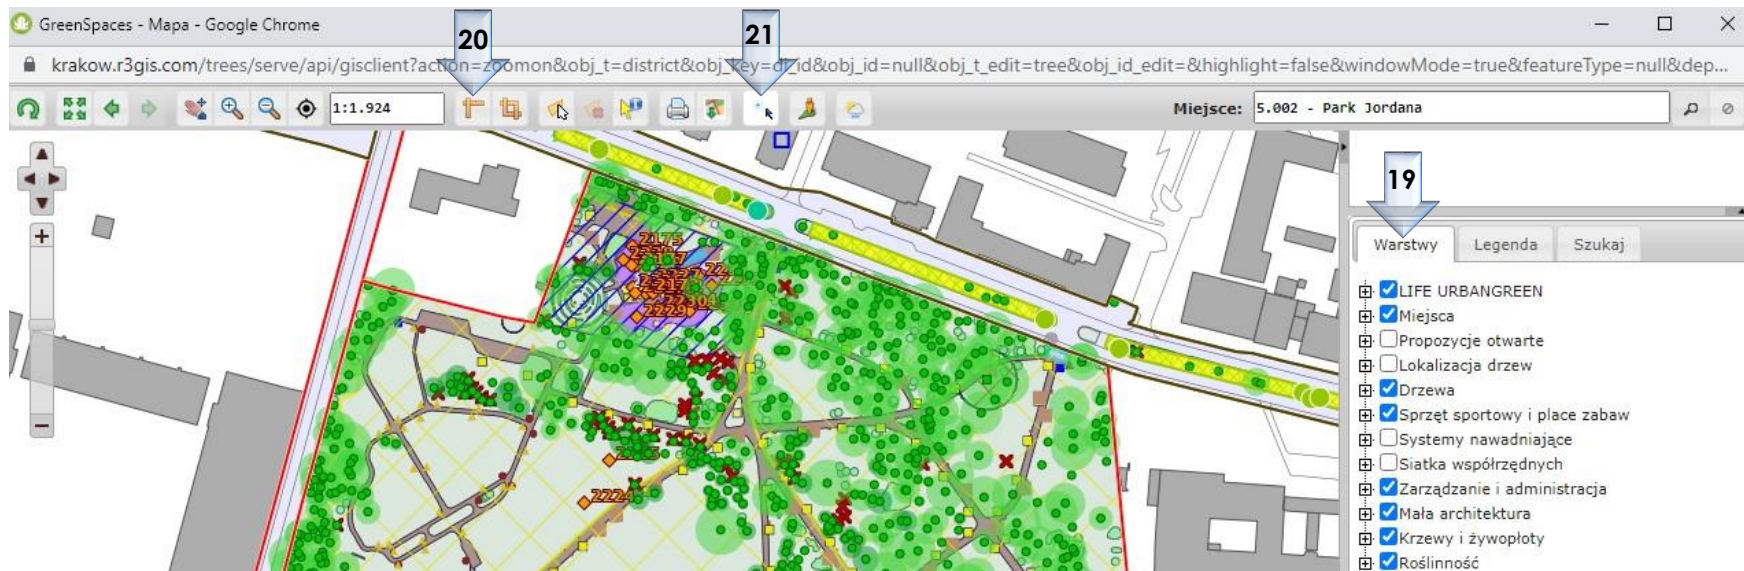 GreenSpaces - Mapa - Google Chrome
20
21
krakow.r3gis.com/trees/serve/api/gisclient?action=zoomon&obj_t=district&obj_key=di_id&obj_id=null&obj_t_edit=tree&obj_id_edit=&highlight=false&windowMode=true&featureType=null&dep...
1:1.924
Miejsce:
5.002 - Park Jordana
19
Warstwy
Legenda
Szukaj
LIFE URBANGREEN
Miejsca
Propozycje otwarte
Lokalizacja drzew
Drzewa
Sprzęt sportowy i place zabaw
Systemy nawadniające
Siatka współrzędnych
Zarządzanie i administracja
Mała architektura
Krzewy i żywopłoty
Roślinność
2175
2229
2224